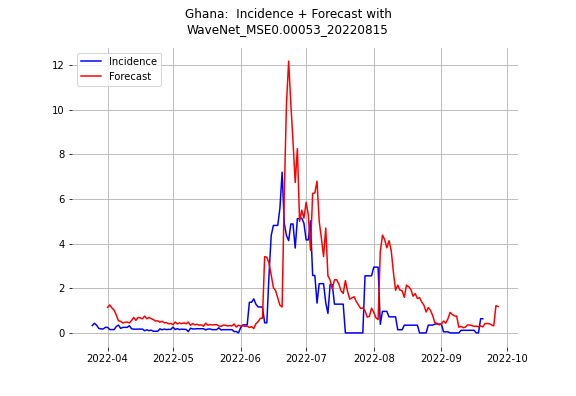 Ghana:  Incidence + Forecast with
WaveNet_MSE0.00053_20220815
Incidence
Forecast
12
10
8
6
4
2
0
2022-04 2022-05 2022-06 2022-07 2022-08 2022-09 2022-10